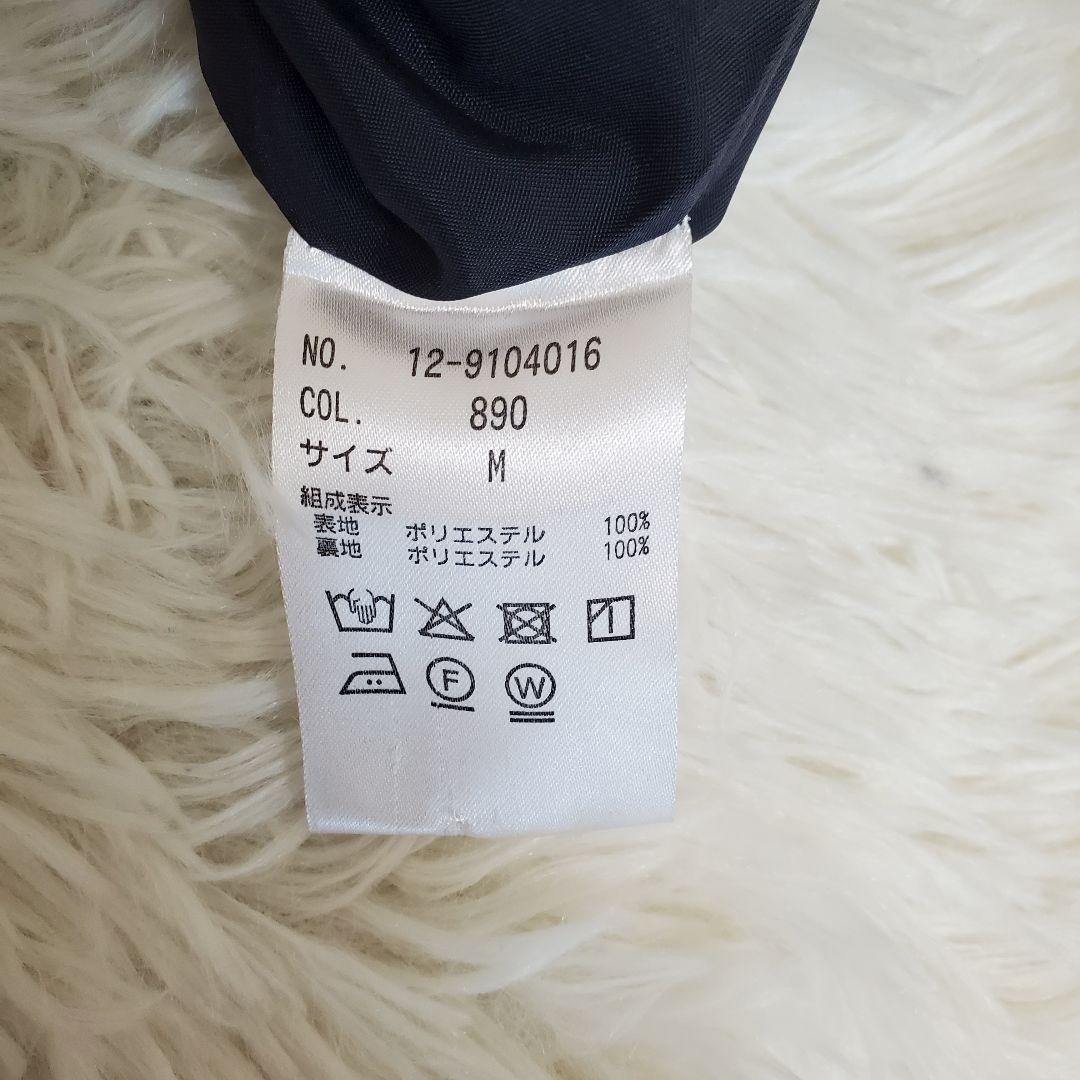 NO. 12-9104016
COL. 890
サイズ M
組成表示
表地 ポリエステル 100%
裏地 ポリエステル 100%
F W